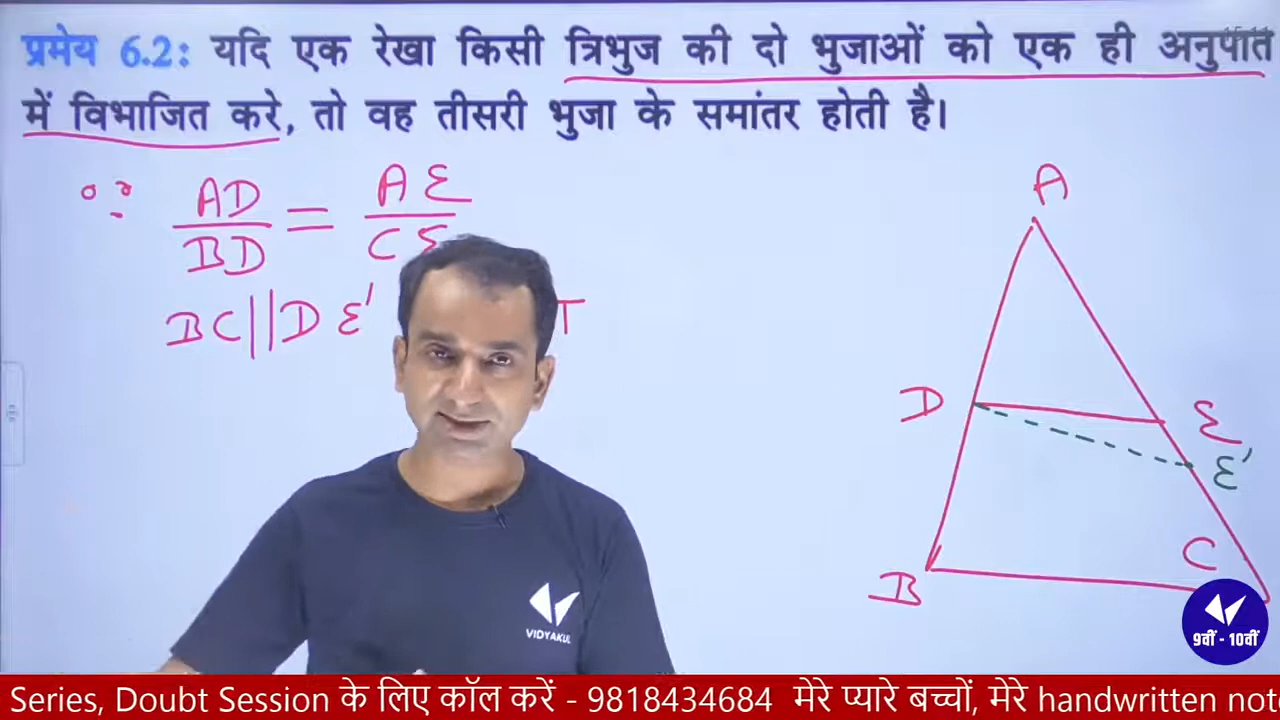 प्रमेय 6.2: यदि एक रेखा किसी त्रिभुज की दो भुजाओं को एक ही अनुपात
में विभाजित करे, तो वह तीसरी भुजा के समांतर होती है।
∵ AD/BD = AE/CE
BC||DE'
T
A
D
E
E'
B
C
VIDYAKUL
9वीं - 10वीं
Series, Doubt Session के लिए कॉल करें - 9818434684 मेरे प्यारे बच्चों, मेरे handwritten not